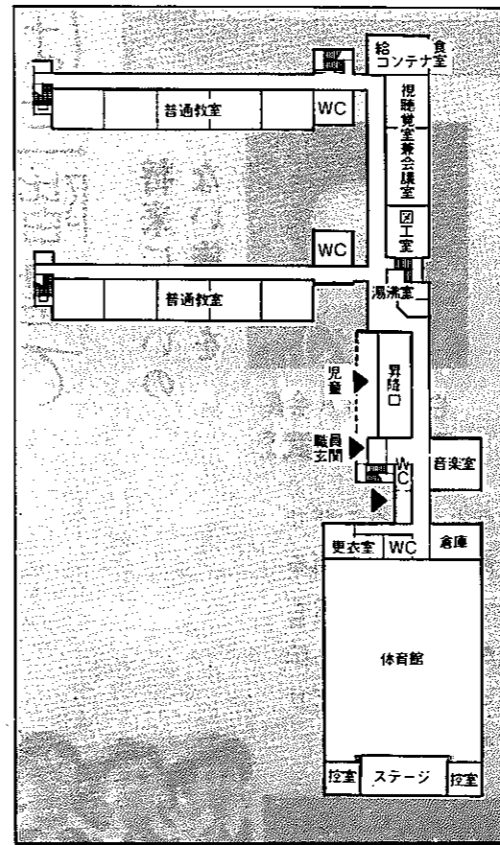 給食
コンテナ室
WC
普通教室
視聴覚室兼会議室
図工室
WC
湯沸室
普通教室
児童
昇降口
職員
玄関
WC
音楽室
更衣室
WC
倉庫
体育館
控室
ステージ
控室